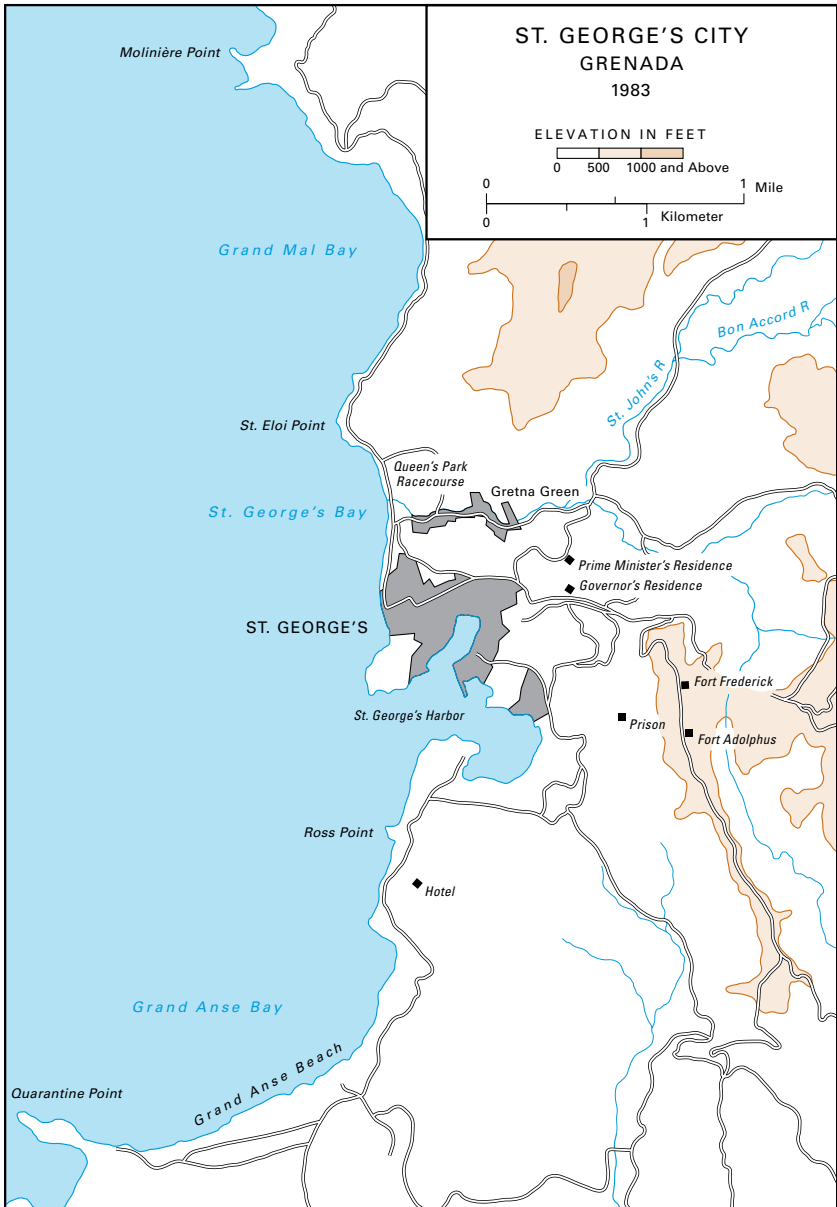 ST. GEORGE'S CITY
GRENADA
1983
ELEVATION IN FEET
0 500 1000 and Above
0 1 Mile
0 1 Kilometer
Molinière Point
Grand Mal Bay
Bon Accord R
St. John's R
St. Eloi Point
Queen's Park
Racecourse
Gretna Green
St. George's Bay
Prime Minister's Residence
Governor's Residence
ST. GEORGE'S
Fort Frederick
St. George's Harbor
Prison
Fort Adolphus
Ross Point
Hotel
Grand Anse Bay
Grand Anse Beach
Quarantine Point